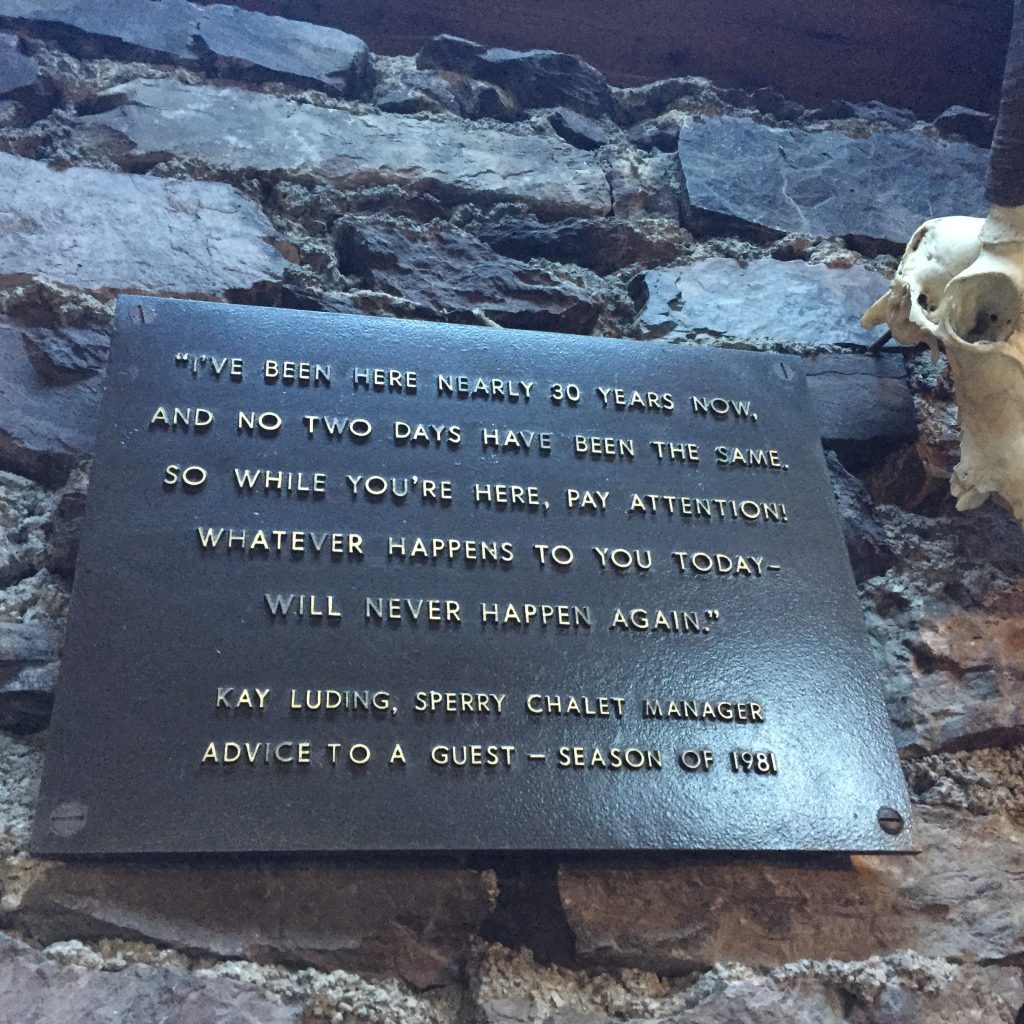 "I'VE BEEN HERE NEARLY 30 YEARS NOW,
AND NO TWO DAYS HAVE BEEN THE SAME.
SO WHILE YOU'RE HERE, PAY ATTENTION!
WHATEVER HAPPENS TO YOU TODAY–
WILL NEVER HAPPEN AGAIN."
KAY LUDING, SPERRY CHALET MANAGER
ADVICE TO A GUEST – SEASON OF 1981